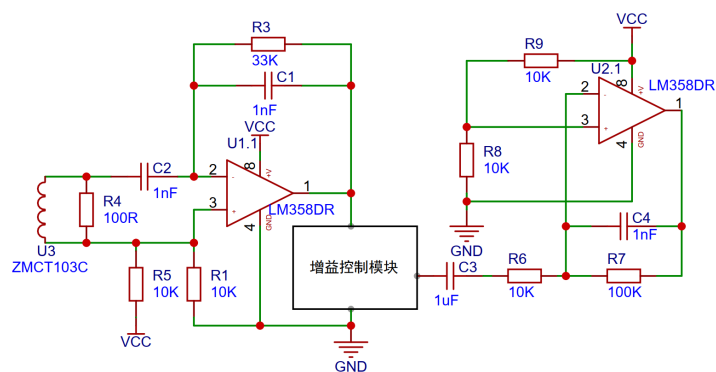 R3
33K
C1
1nF
VCC
U1.1
8
+V
C2
1nF
2
-
1
3
+
LM358DR
GND
4
R4
100R
U3
ZMCT103C
R5
10K
R1
10K
VCC
增益控制模块
GND
C3
1uF
R6
10K
R7
100K
C4
1nF
VCC
R9
10K
U2.1
LM358DR
8
+V
2
-
1
3
+
4
GND
R8
10K
GND